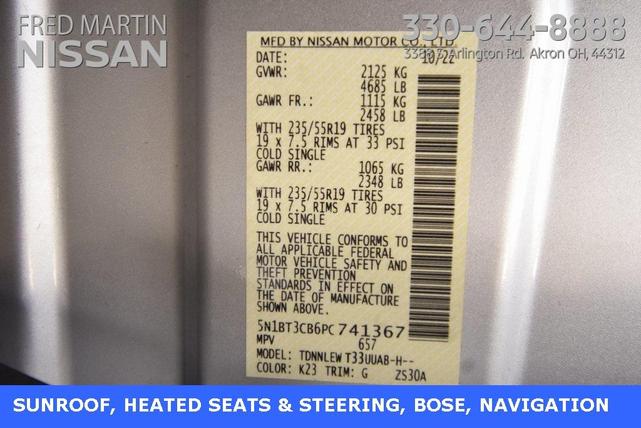 FRED MARTIN
NISSAN
330-644-8888
3388 S Arlington Rd. Akron OH, 44312
MFD BY NISSAN MOTOR CO., LTD.
DATE: 10/22
GVWR: 2125 KG
4685 LB
GAWR FR.: 1115 KG
2458 LB
WITH 235/55R19 TIRES
19 x 7.5 RIMS AT 33 PSI
COLD SINGLE
GAWR RR.: 1065 KG
2348 LB
WITH 235/55R19 TIRES
19 x 7.5 RIMS AT 30 PSI
COLD SINGLE
THIS VEHICLE CONFORMS TO
ALL APPLICABLE FEDERAL
MOTOR VEHICLE SAFETY AND
THEFT PREVENTION
STANDARDS IN EFFECT ON
THE DATE OF MANUFACTURE
SHOWN ABOVE.
5N1BT3CB6PC 741367
MPV 657
MODEL: TDNNLEW T33UUAB-H--
COLOR: K23 TRIM: G ZS30A
SUNROOF, HEATED SEATS & STEERING, BOSE, NAVIGATION